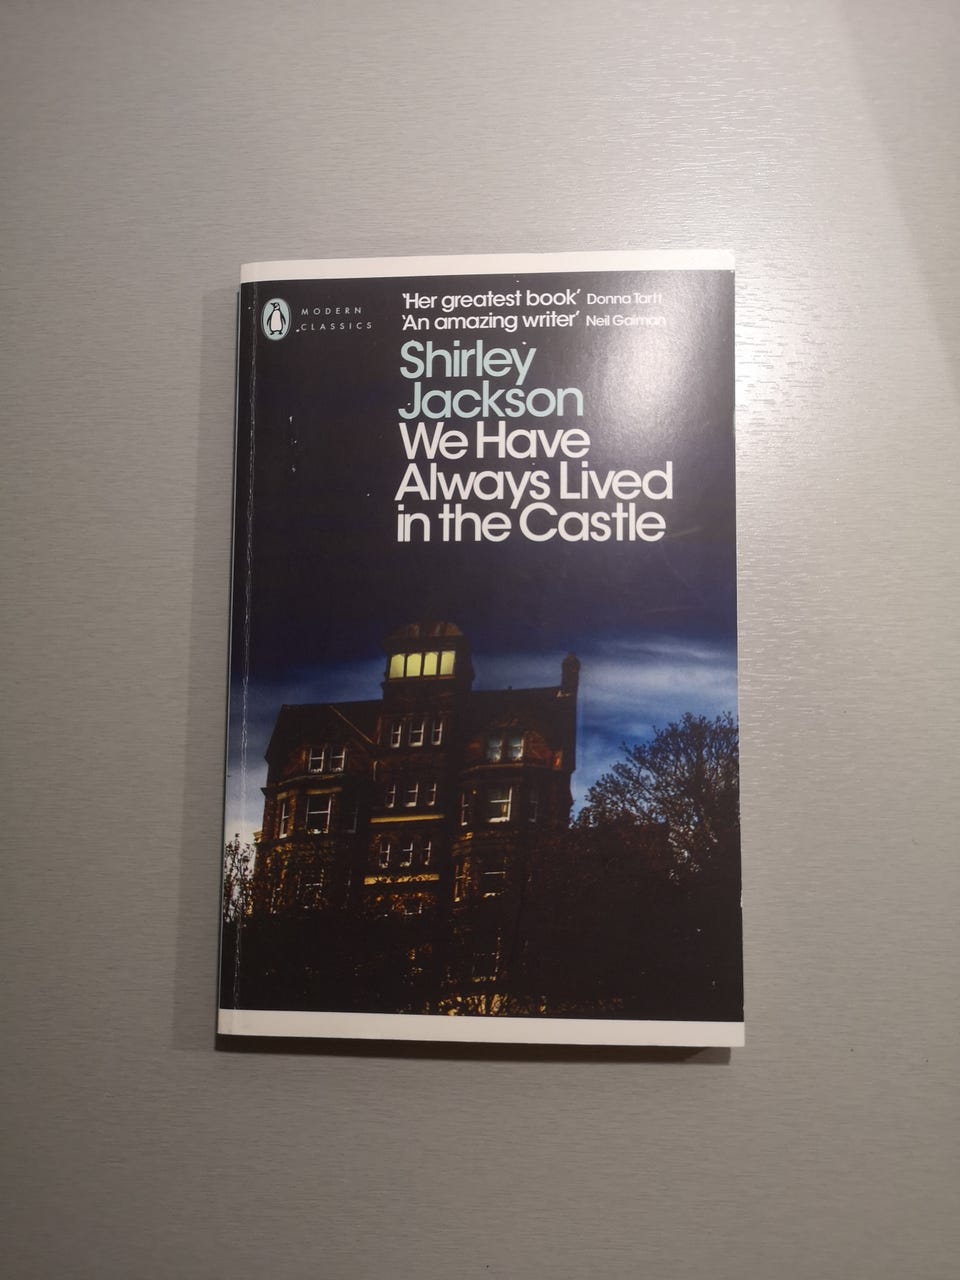 MODERN
CLASSICS
‘Her greatest book’ Donna Tartt
‘An amazing writer’ Neil Gaiman
Shirley
Jackson
We Have
Always Lived
in the Castle